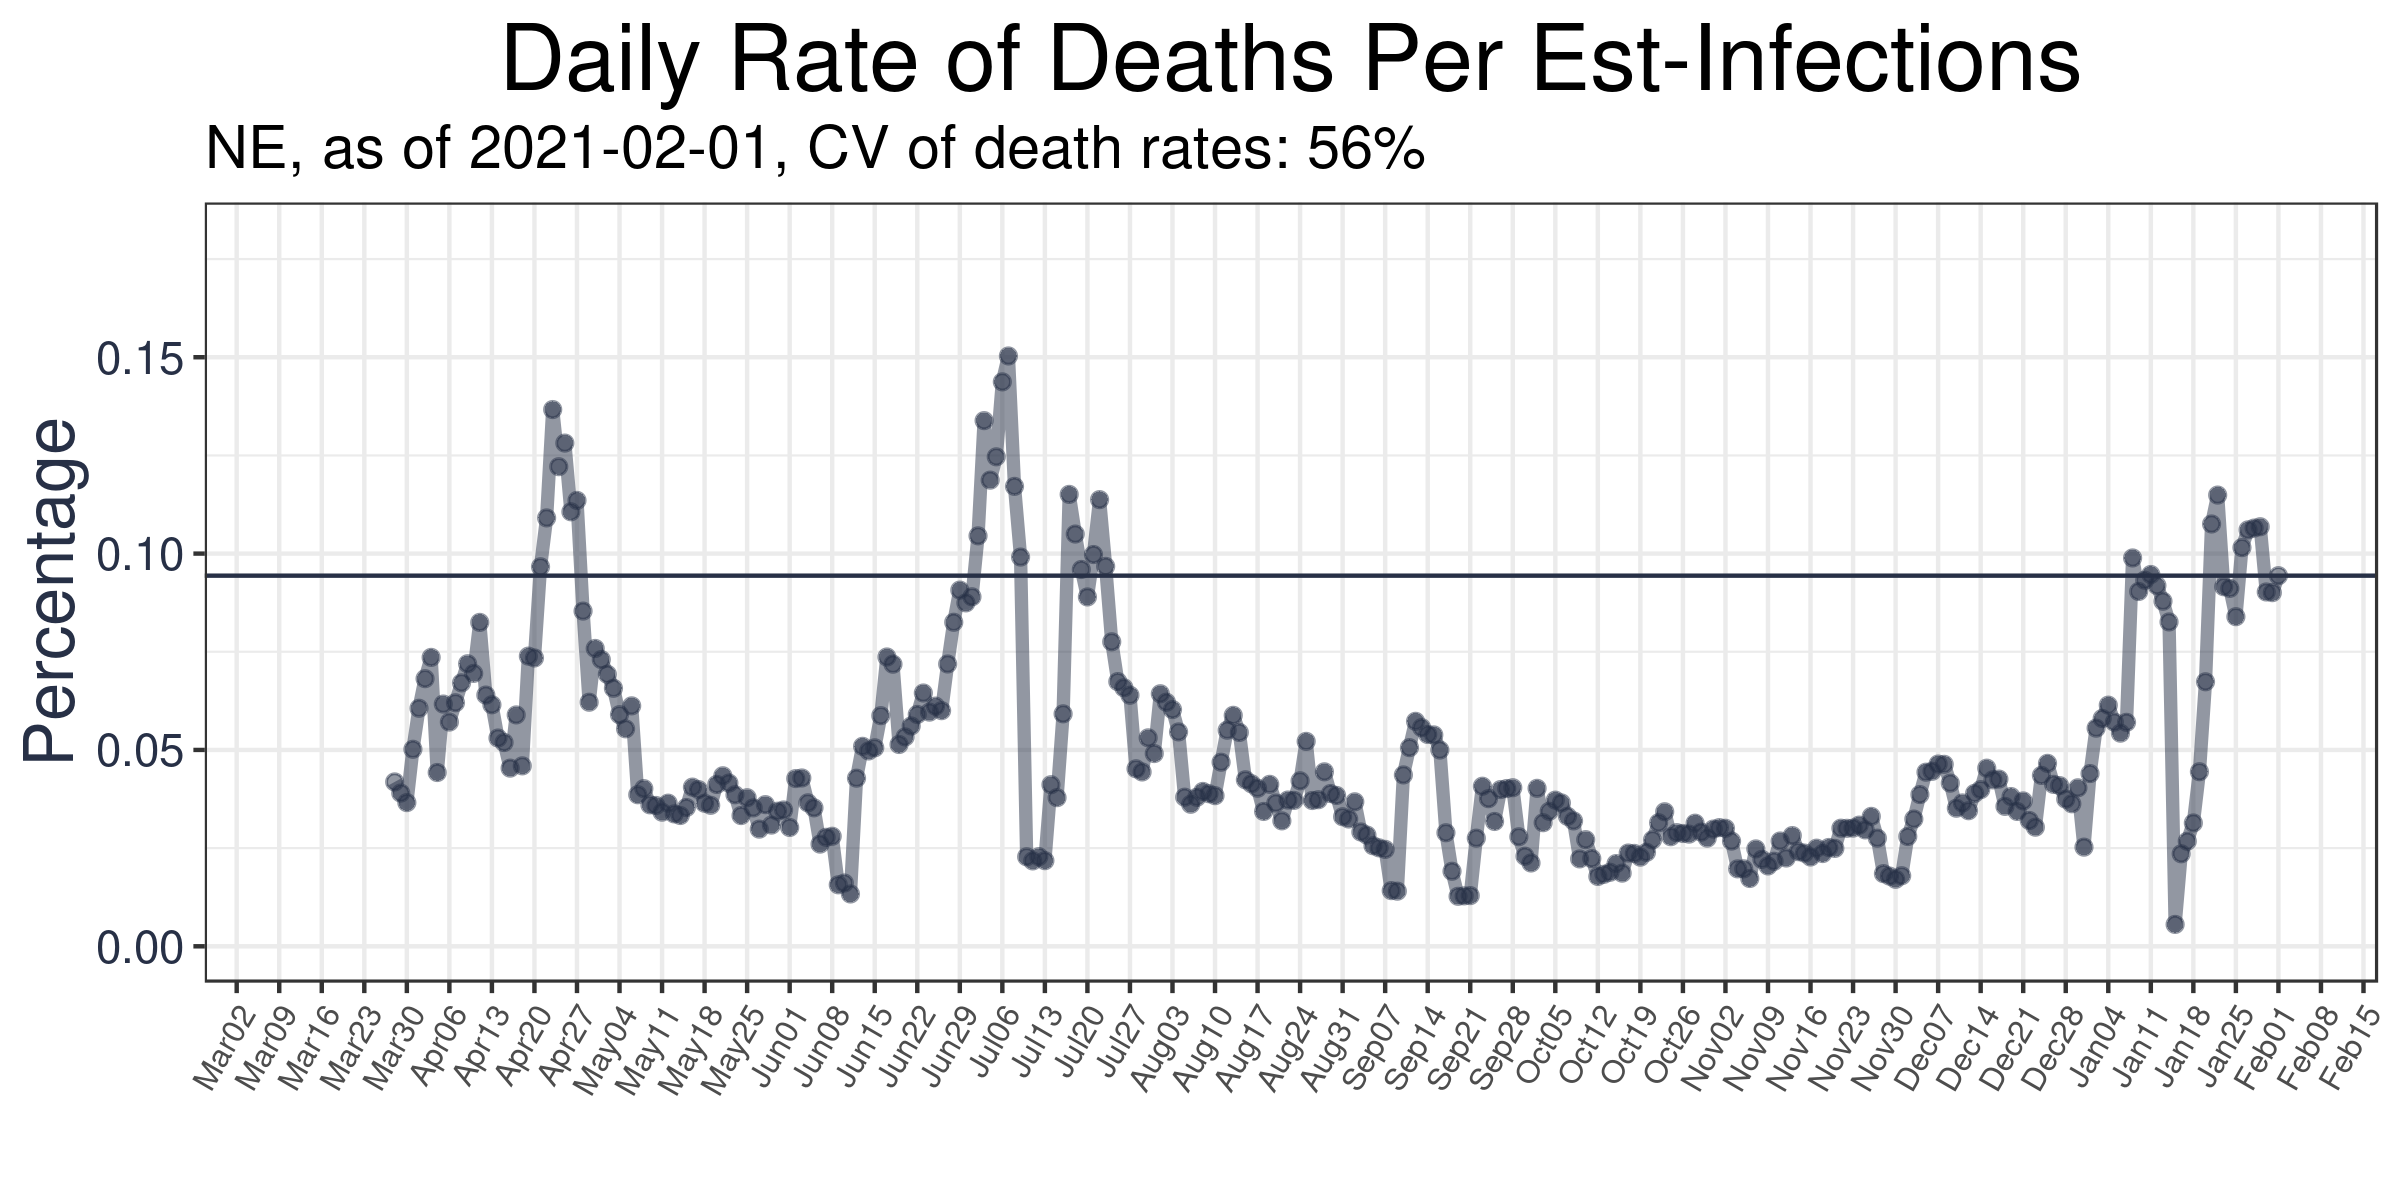 Daily Rate of Deaths Per Est-Infections
NE, as of 2021-02-01, CV of death rates: 56%
Percentage
0.15
0.10
0.05
0.00
Mar02 Mar09 Mar16 Mar23 Mar30 Apr06 Apr13 Apr20 Apr27 May04 May11 May18 May25 Jun01 Jun08 Jun15 Jun22 Jun29 Jul06 Jul13 Jul20 Jul27 Aug03 Aug10 Aug17 Aug24 Aug31 Sep07 Sep14 Sep21 Sep28 Oct05 Oct12 Oct19 Oct26 Nov02 Nov09 Nov16 Nov23 Nov30 Dec07 Dec14 Dec21 Dec28 Jan04 Jan11 Jan18 Jan25 Feb01 Feb08 Feb15